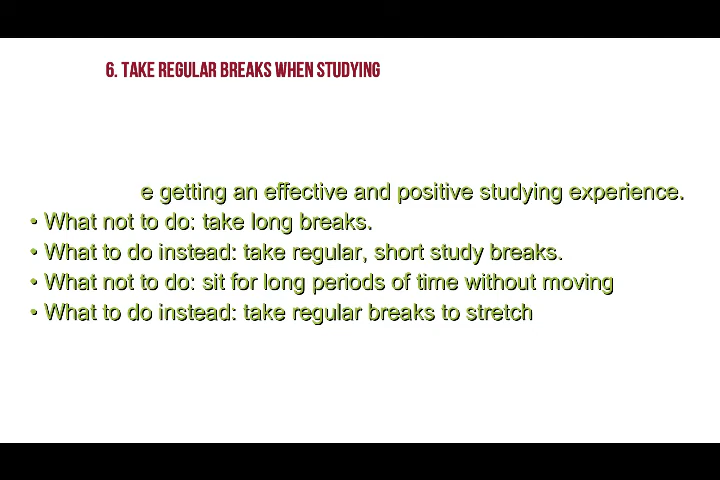 6. TAKE REGULAR BREAKS WHEN STUDYING
e getting an effective and positive studying experience.
• What not to do: take long breaks.
• What to do instead: take regular, short study breaks.
• What not to do: sit for long periods of time without moving
• What to do instead: take regular breaks to stretch